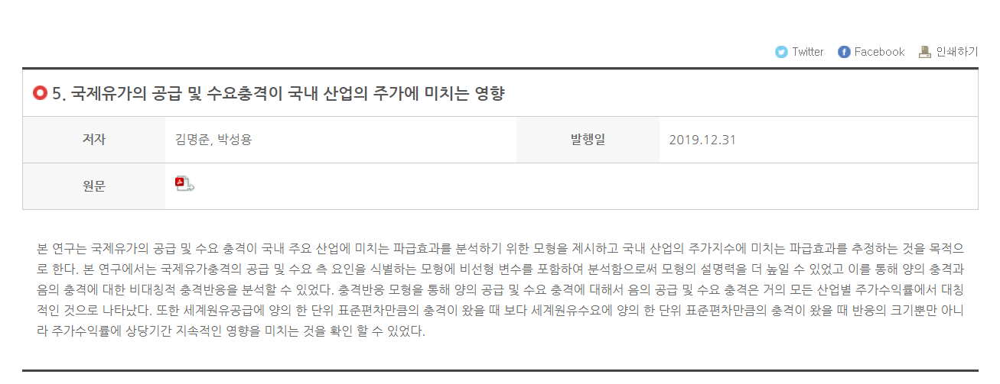 Twitter Facebook 인쇄하기
5. 국제유가의 공급 및 수요충격이 국내 산업의 주가에 미치는 영향
저자 김명준, 박성용 발행일 2019.12.31
원문
본 연구는 국제유가의 공급 및 수요 충격이 국내 주요 산업에 미치는 파급효과를 분석하기 위한 모형을 제시하고 국내 산업의 주가지수에 미치는 파급효과를 추정하는 것을 목적으
로 한다. 본 연구에서는 국제유가충격의 공급 및 수요 측 요인을 식별하는 모형에 비선형 변수를 포함하여 분석함으로써 모형의 설명력을 더 높일 수 있었고 이를 통해 양의 충격과
음의 충격에 대한 비대칭적 충격반응을 분석할 수 있었다. 충격반응 모형을 통해 양의 공급 및 수요 충격에 대해서 음의 공급 및 수요 충격은 거의 모든 산업별 주가수익률에서 대칭
적인 것으로 나타났다. 또한 세계원유공급에 양의 한 단위 표준편차만큼의 충격이 왔을 때 보다 세계원유수요에 양의 한 단위 표준편차만큼의 충격이 왔을 때 반응의 크기뿐만 아니
라 주가수익률에 상당기간 지속적인 영향을 미치는 것을 확인 할 수 있었다.